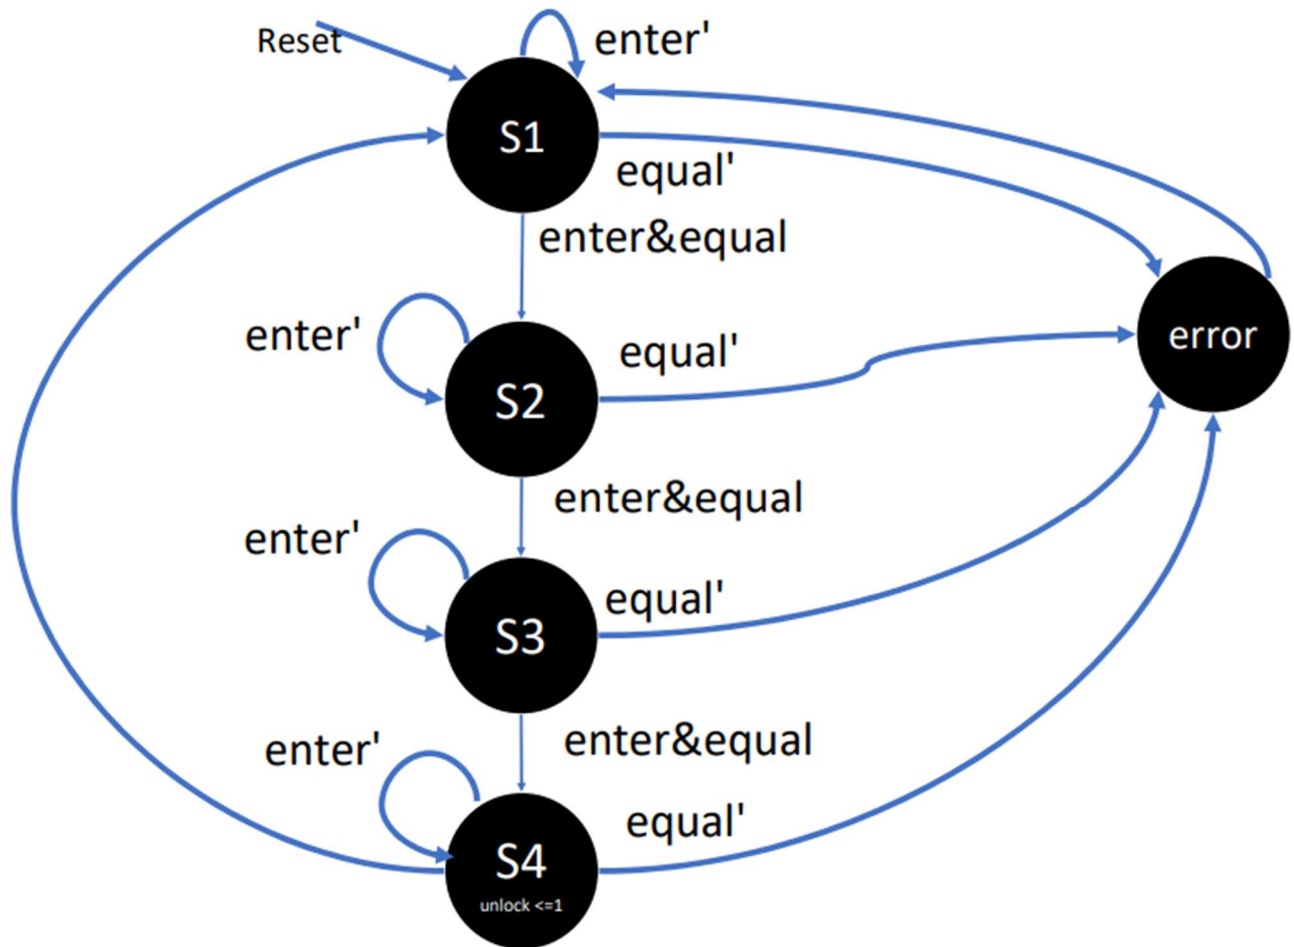 Reset
enter'
S1
equal'
enter&equal
enter'
equal'
error
S2
enter&equal
enter'
equal'
S3
enter&equal
enter'
equal'
S4
unlock <=1